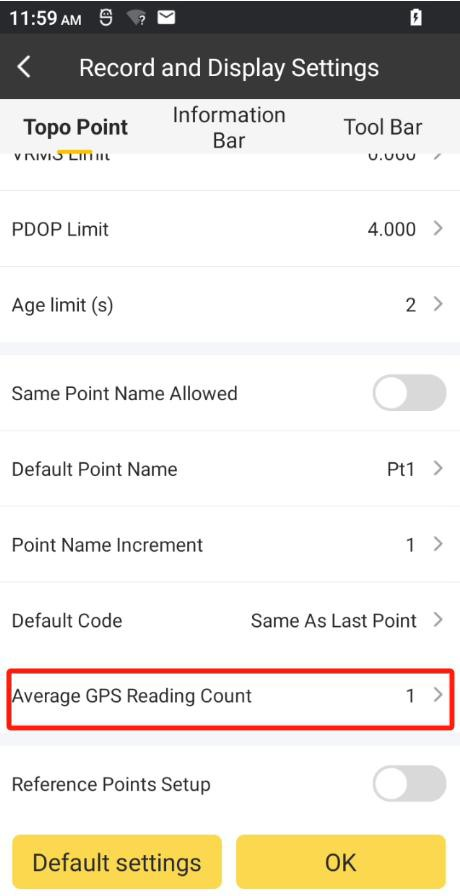 11:59 AM
Record and Display Settings
Topo Point
Information
Bar
Tool Bar
VRMS Limit 0.060
PDOP Limit 4.000
Age limit (s) 2
Same Point Name Allowed
Default Point Name Pt1
Point Name Increment 1
Default Code Same As Last Point
Average GPS Reading Count 1
Reference Points Setup
Default settings OK